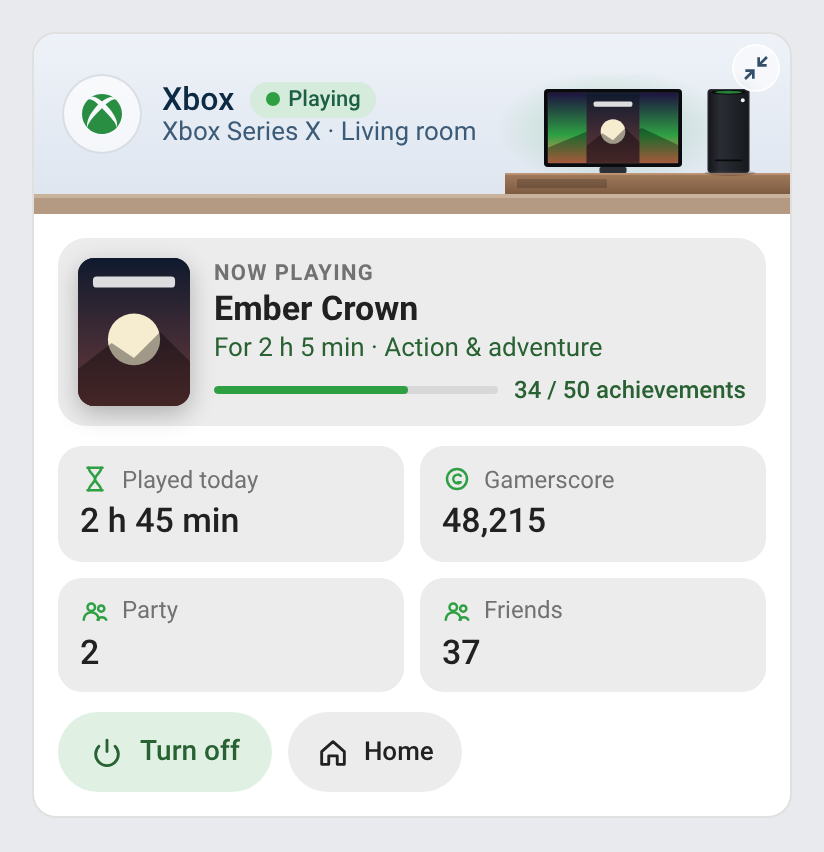 Xbox
Playing
Xbox Series X · Living room
NOW PLAYING
Ember Crown
For 2 h 5 min · Action & adventure
34 / 50 achievements
Played today
2 h 45 min
Gamerscore
48,215
Party
2
Friends
37
Turn off
Home